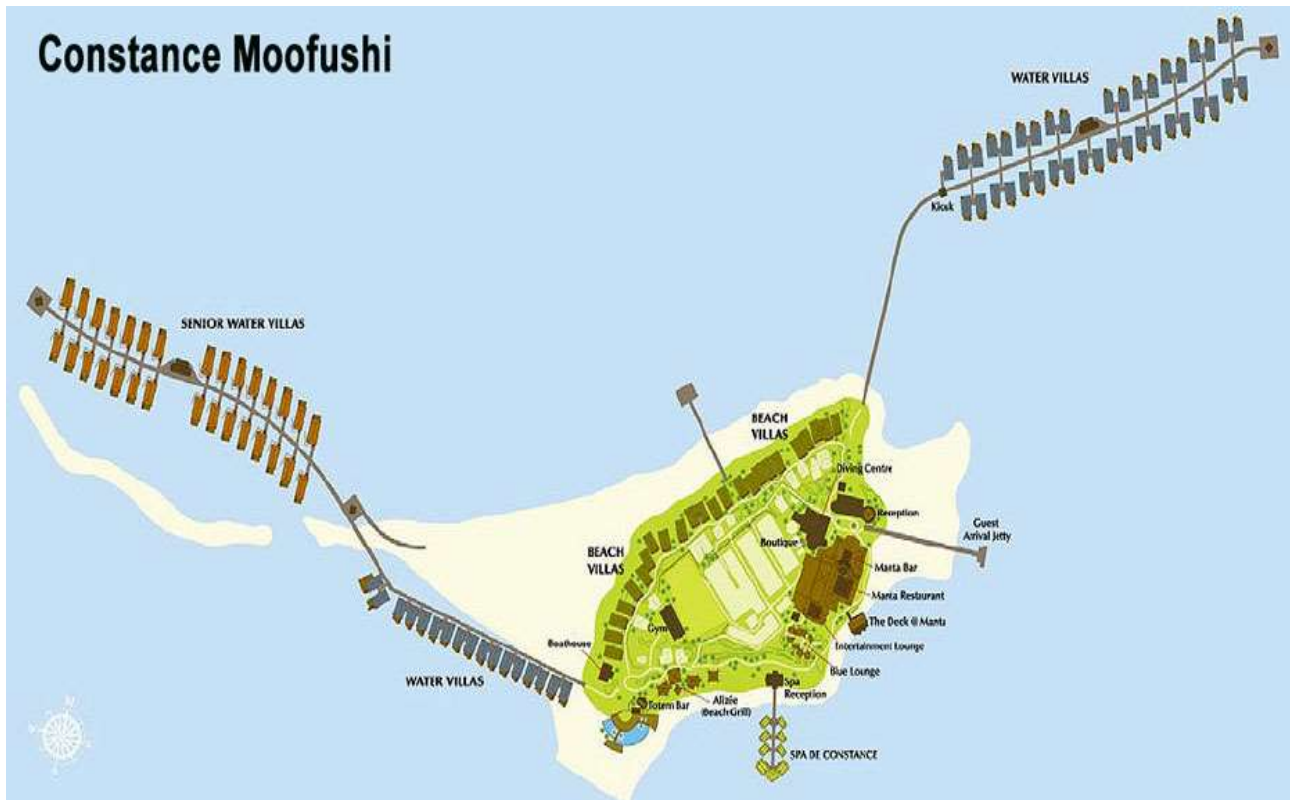 Constance Moofushi
WATER VILLAS
Kiosk
SENIOR WATER VILLAS
BEACH
VILLAS
Diving Centre
Reception
Guest
Arrival Jetty
Boutique
BEACH
VILLAS
Manta Bar
Manta Restaurant
The Deck @ Manta
Gym
Entertainment Lounge
Boathouse
Blue Lounge
WATER VILLAS
Spa
Reception
Totem Bar
Alizée
(Beach Grill)
SPA DE CONSTANCE
N